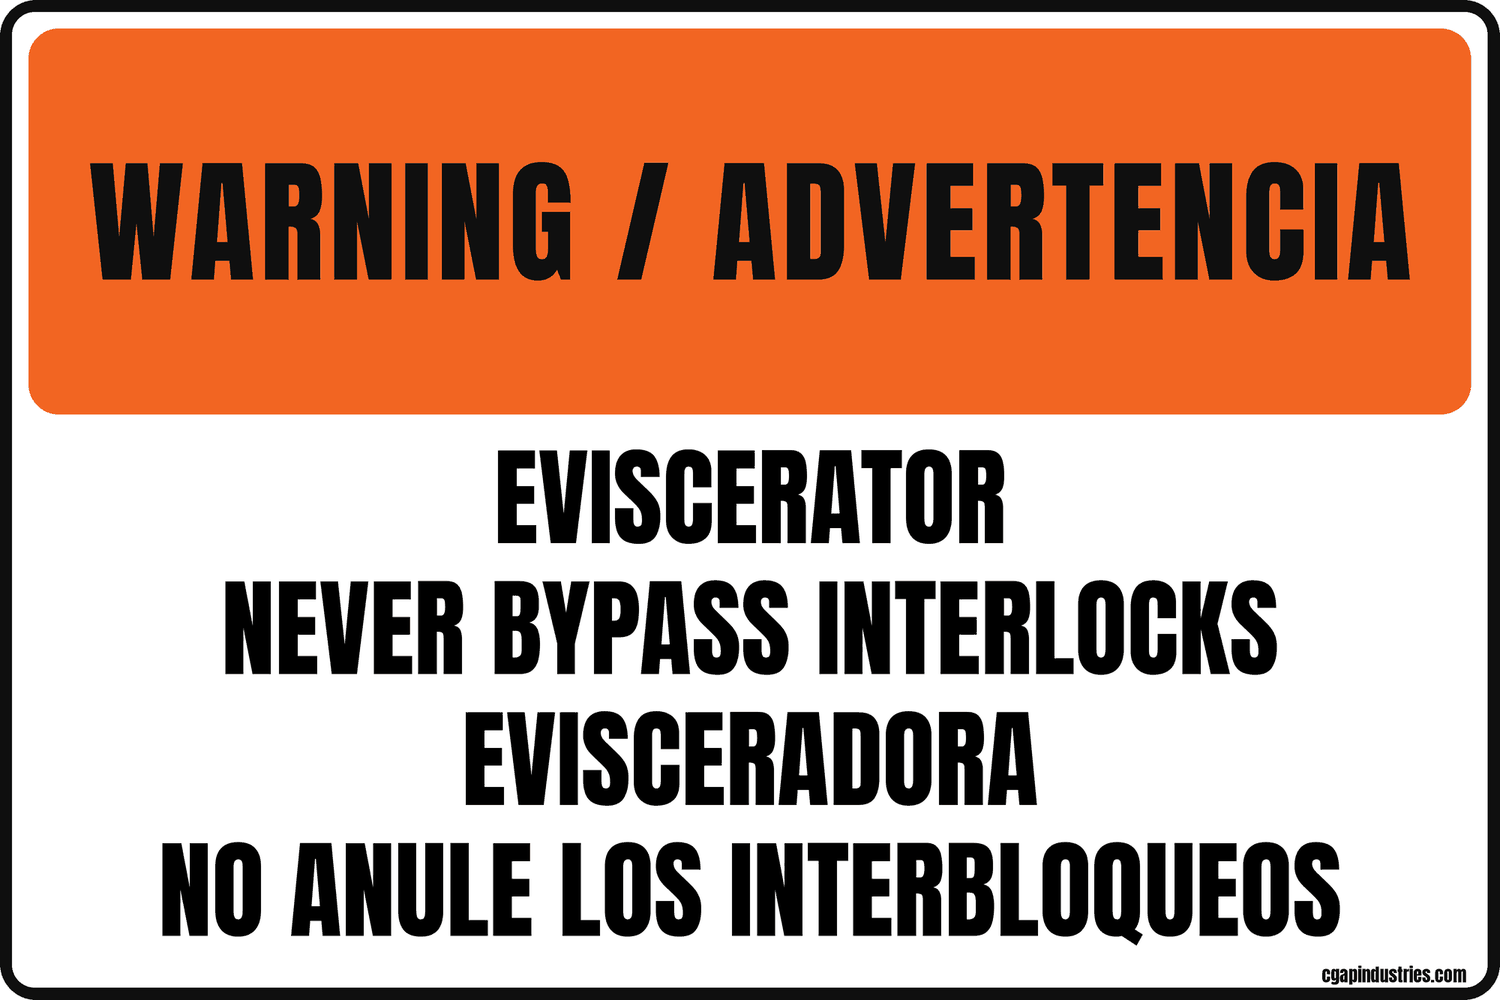 WARNING / ADVERTENCIA
EVISCERATOR
NEVER BYPASS INTERLOCKS
EVISCERADORA
NO ANULE LOS INTERBLOQUEOS
cgapindustries.com